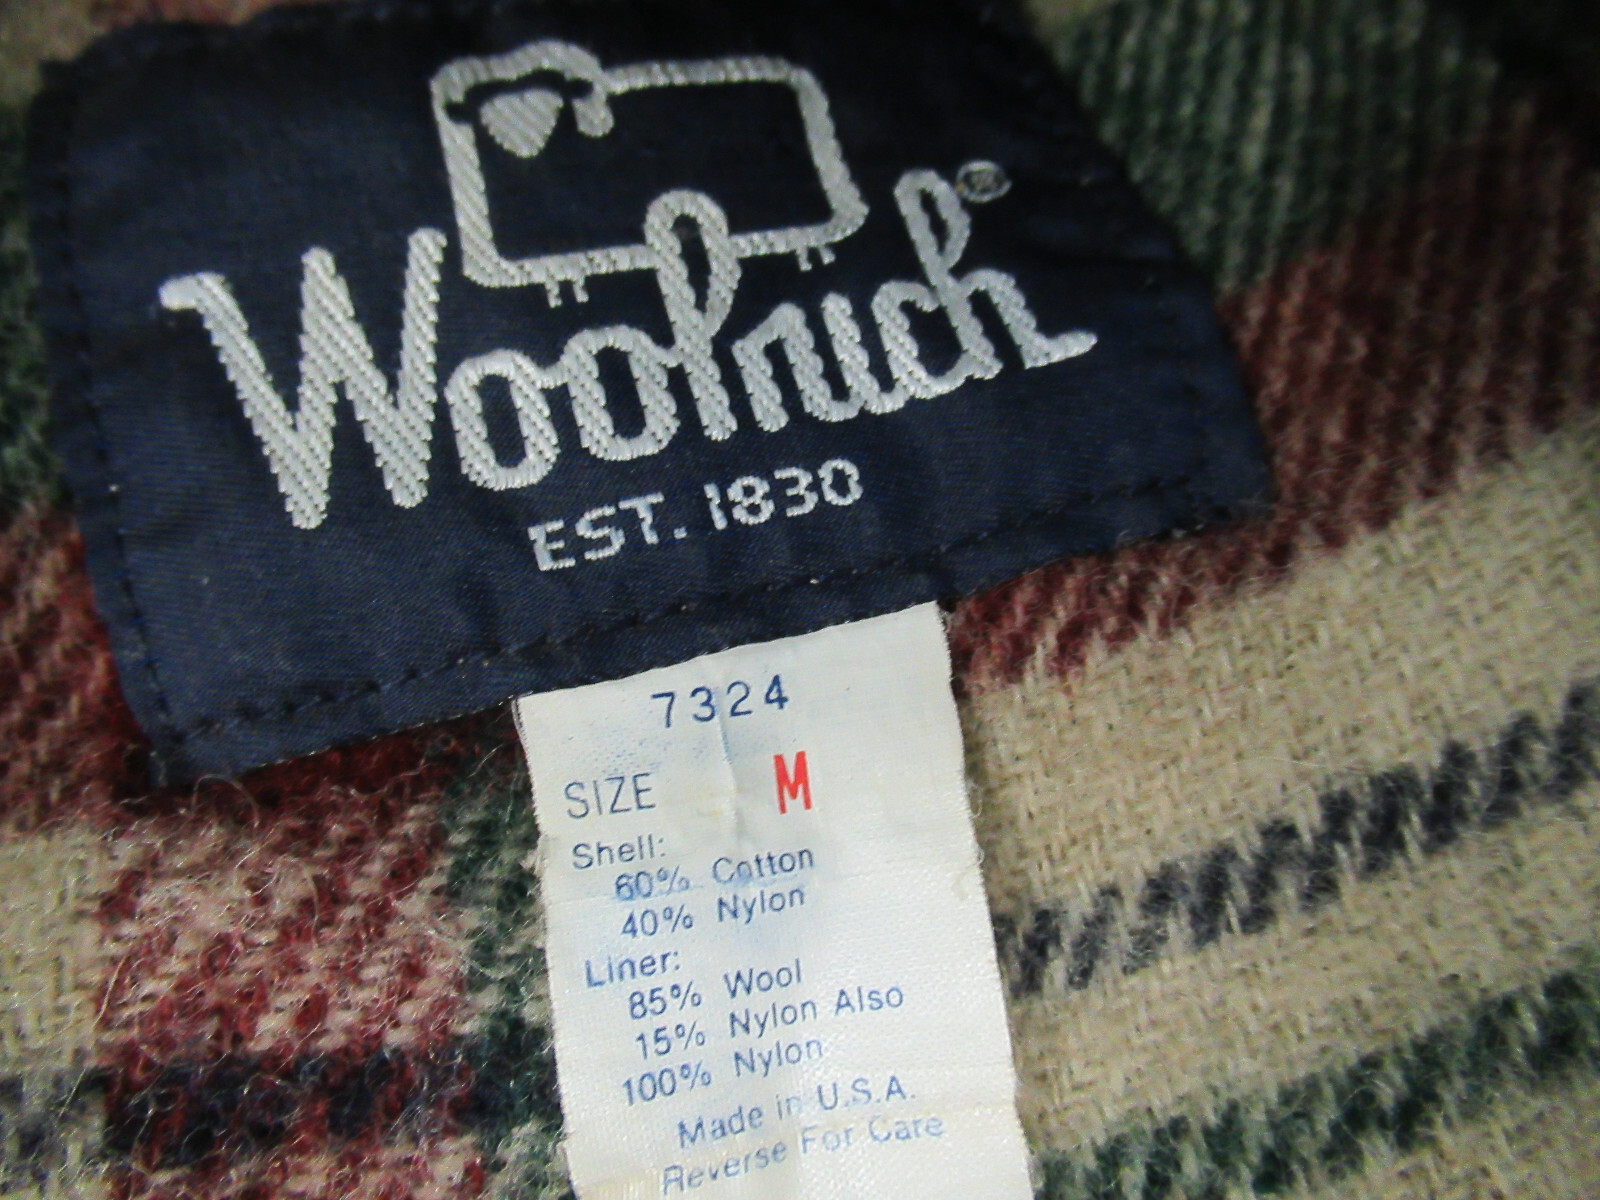 Woolrich®
EST. 1830
7324
SIZE M
Shell:
60% Cotton
40% Nylon
Liner:
85% Wool
15% Nylon Also
100% Nylon
Made in U.S.A.
Reverse For Care